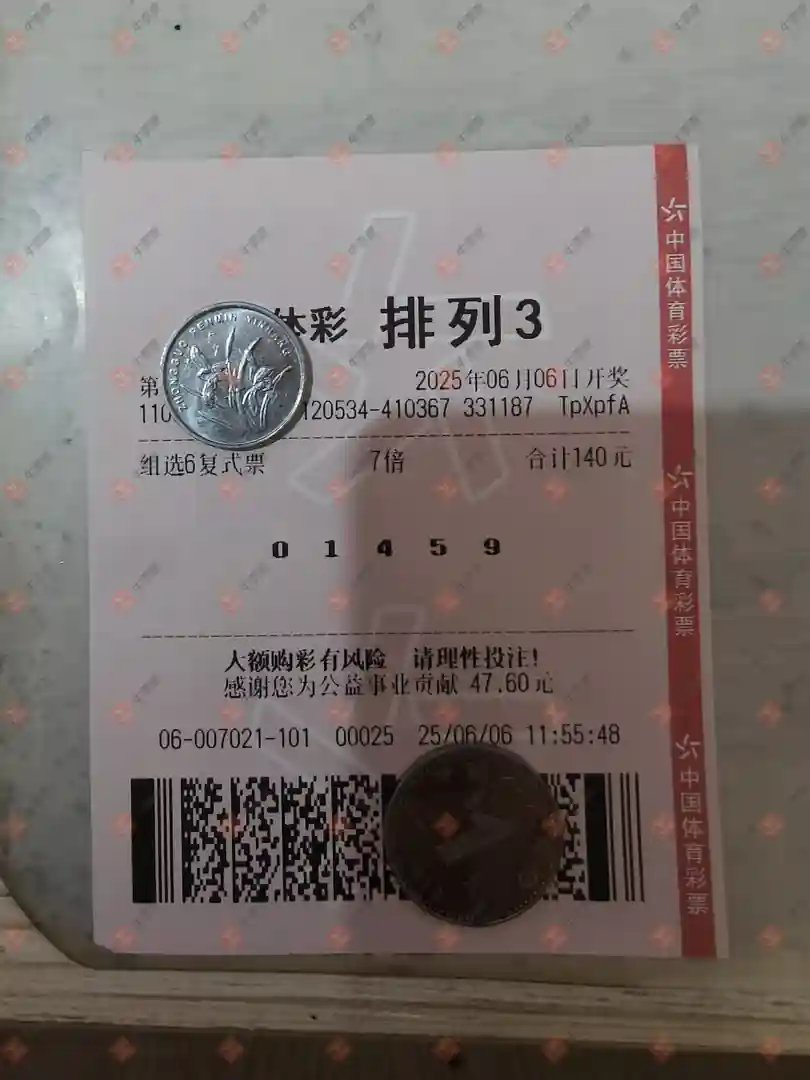 体彩 排列3
第
2025年06月06日开奖
110
120534-410367 331187 TpXpfA
组选6复式票 7倍 合计140元
0 1 4 5 9
大额购彩有风险 请理性投注!
感谢您为公益事业贡献 47.60元
06-007021-101 00025 25/06/06 11:55:48
中国体育彩票
中国体育彩票
中国体育彩票
ZHONGGUO RENMIN YINHANG